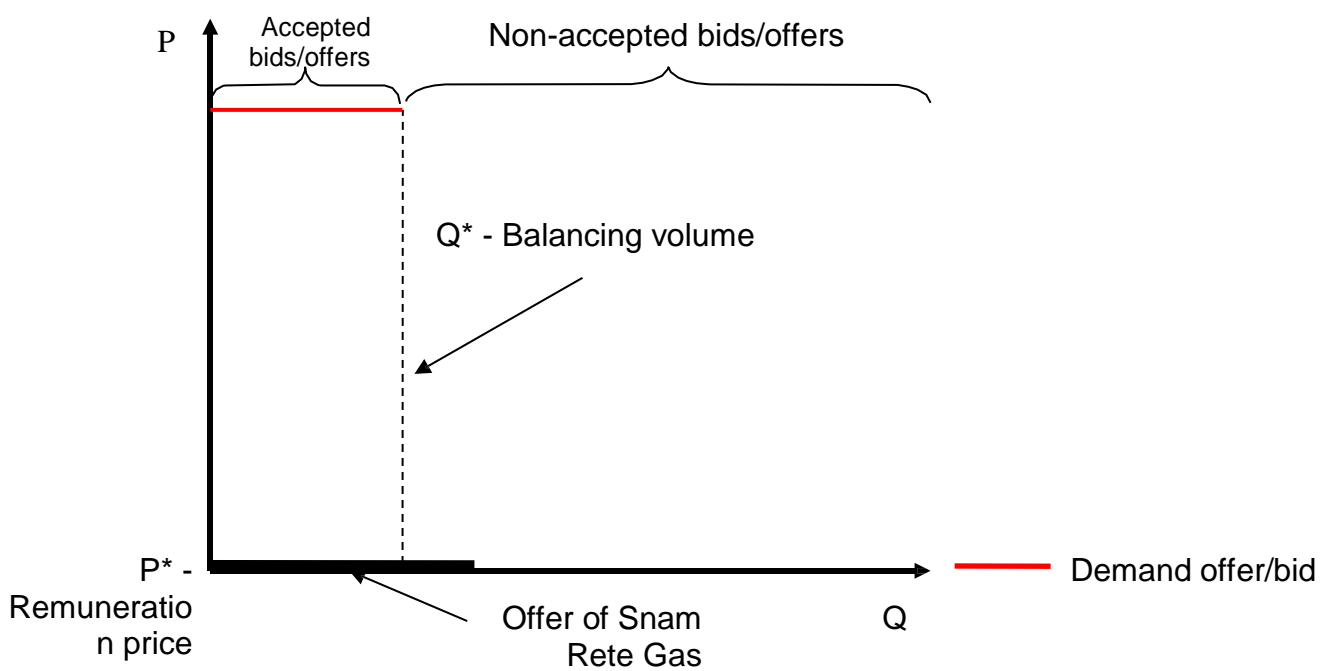 P
Accepted
bids/offers
Non-accepted bids/offers
Q* - Balancing volume
P* -
Remuneratio
n price
Offer of Snam
Rete Gas
Q
Demand offer/bid